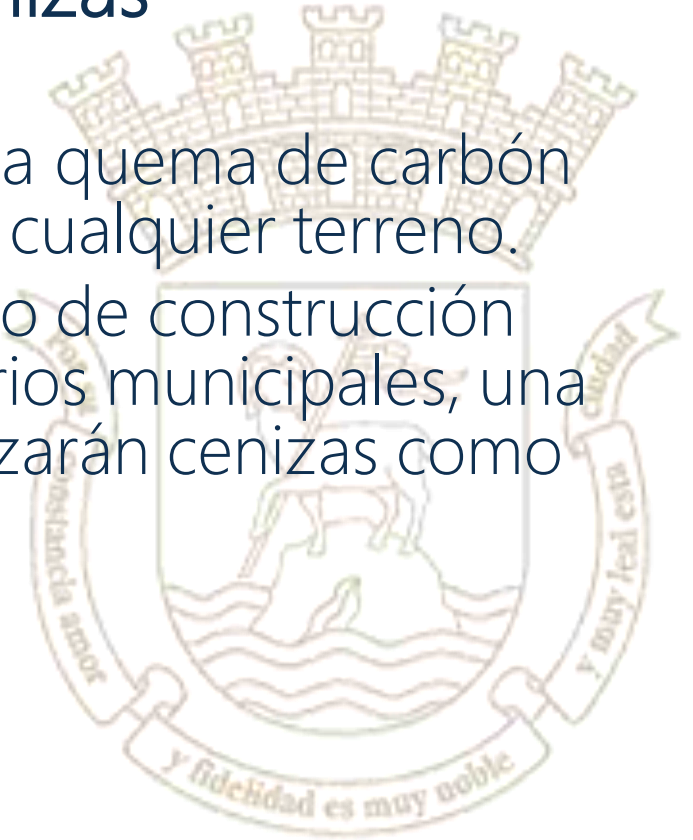 nizas
a quema de carbón
cualquier terreno.
o de construcción
rios municipales, una
zarán cenizas como
ciudad
constancia amor
y muy leal esta
y fidelidad es muy noble